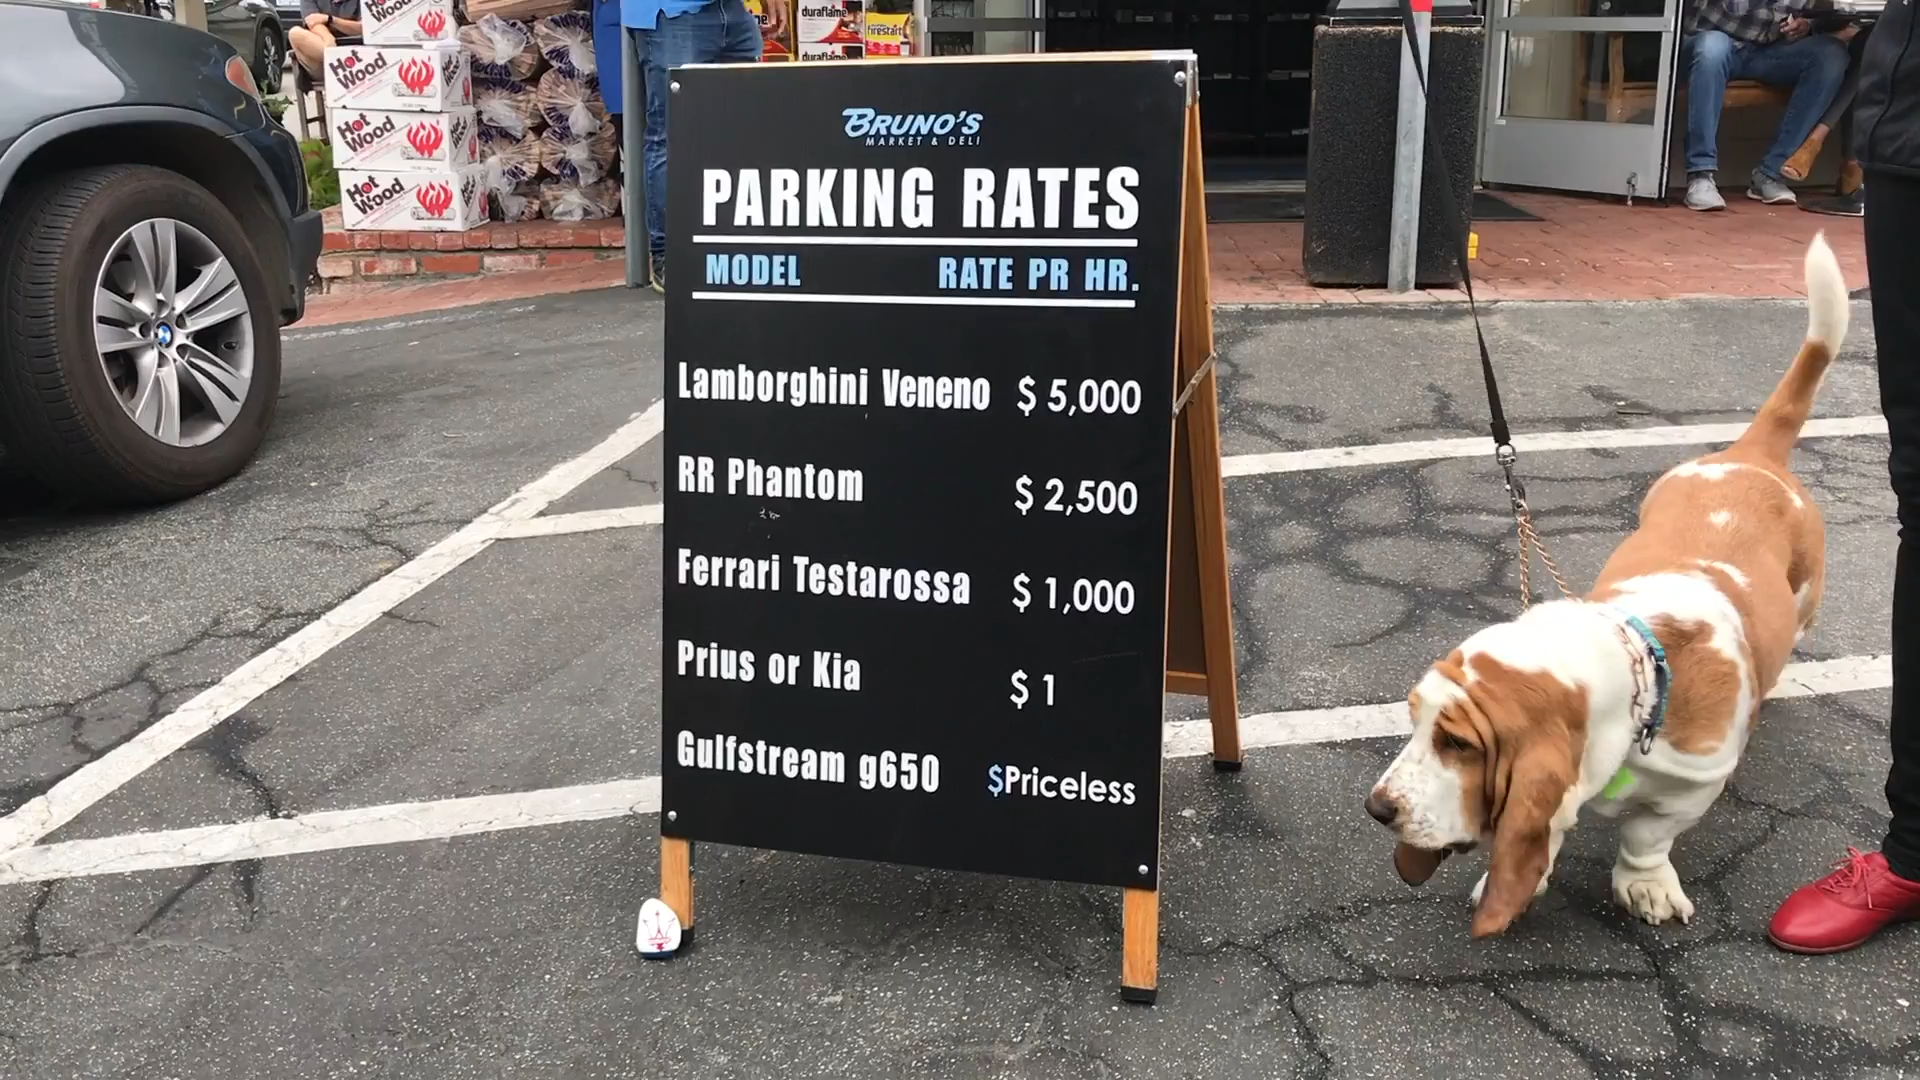 BRUNO'S
MARKET & DELI
PARKING RATES
MODEL RATE PR HR.
Lamborghini Veneno $ 5,000
RR Phantom $ 2,500
Ferrari Testarossa $ 1,000
Prius or Kia $ 1
Gulfstream g650 $Priceless
Hot Wood
Hot Wood
Hot Wood
duraflame
firestart
duraflame